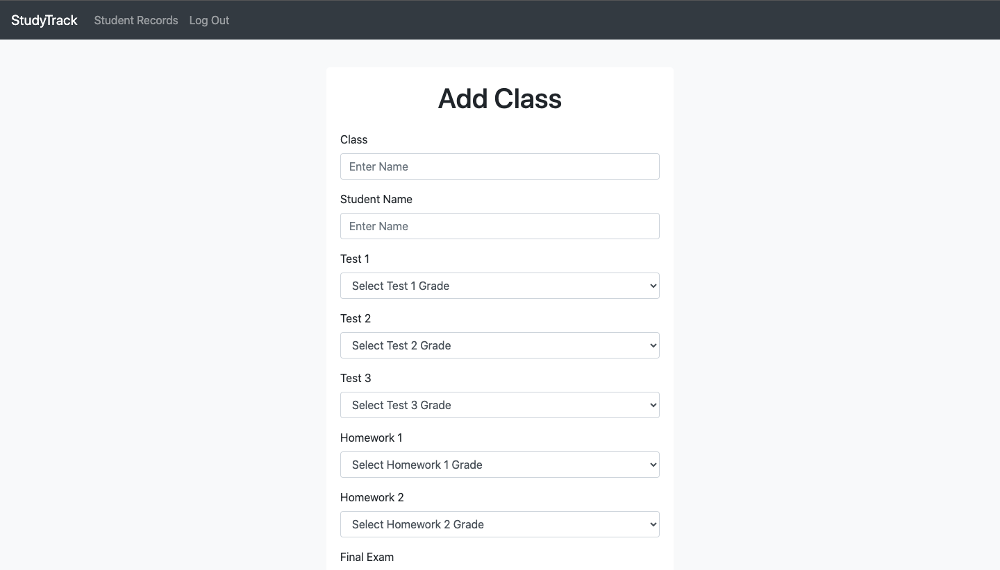 StudyTrack Student Records Log Out
Add Class
Class
Enter Name
Student Name
Enter Name
Test 1
Select Test 1 Grade
Test 2
Select Test 2 Grade
Test 3
Select Test 3 Grade
Homework 1
Select Homework 1 Grade
Homework 2
Select Homework 2 Grade
Final Exam